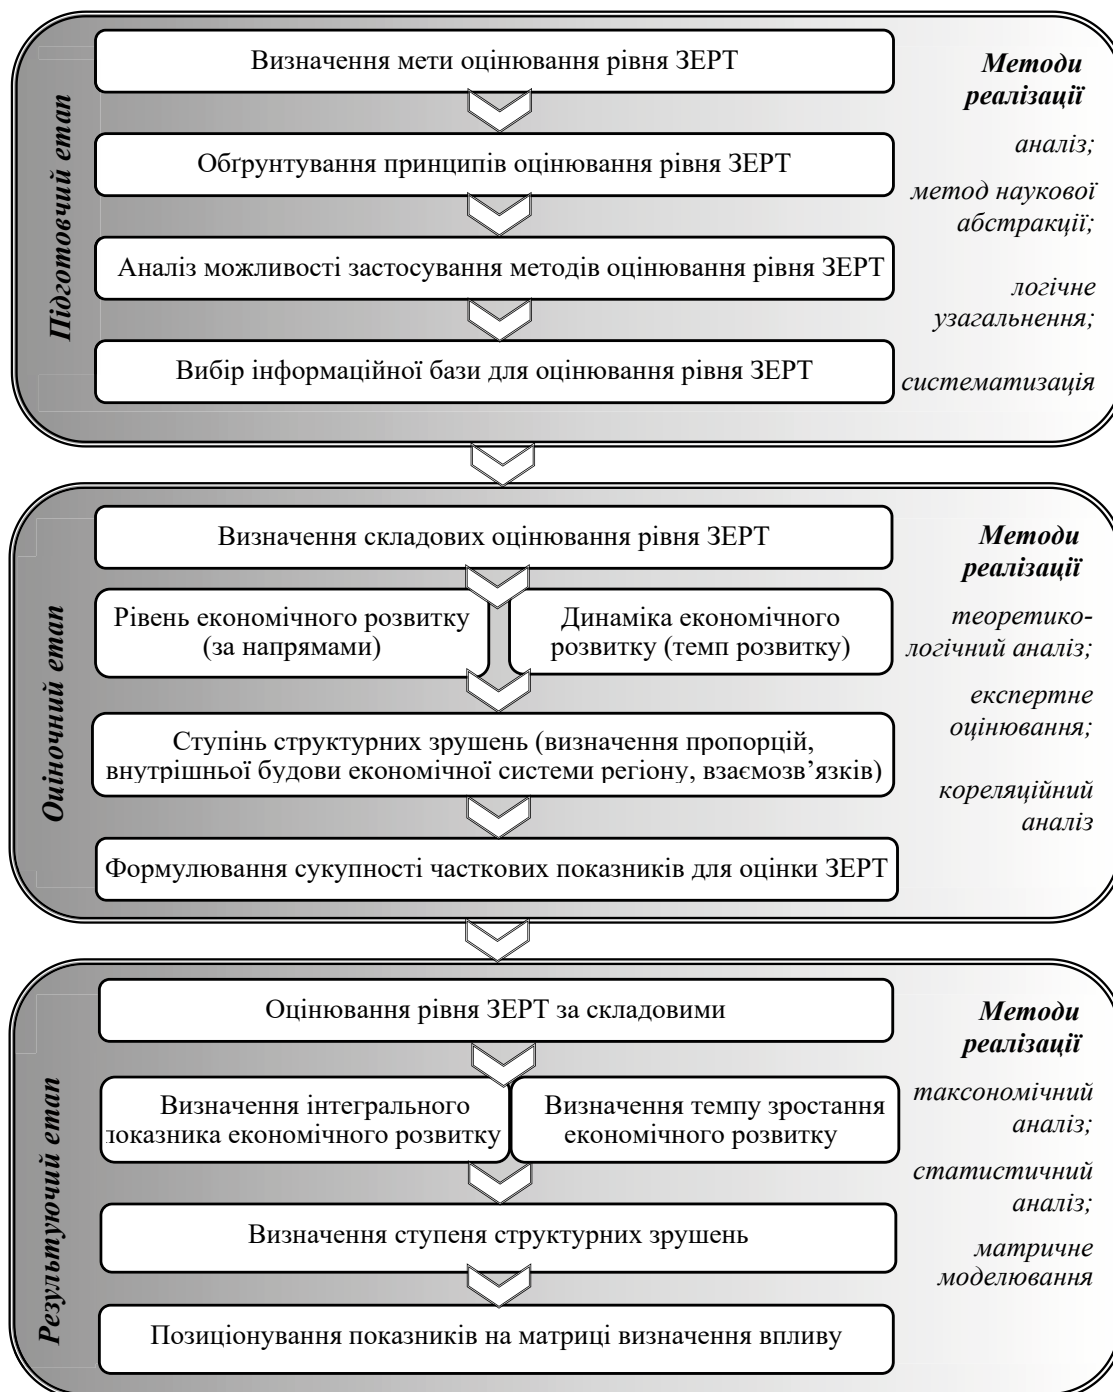 Підготовчий етап
Визначення мети оцінювання рівня ЗЕРТ
Обґрунтування принципів оцінювання рівня ЗЕРТ
Аналіз можливості застосування методів оцінювання рівня ЗЕРТ
Вибір інформаційної бази для оцінювання рівня ЗЕРТ
Методи
реалізації
аналіз;
метод наукової
абстракції;
логічне
узагальнення;
систематизація
Оціночний етап
Визначення складових оцінювання рівня ЗЕРТ
Рівень економічного розвитку
(за напрямами)
Динаміка економічного
розвитку (темп розвитку)
Ступінь структурних зрушень (визначення пропорцій,
внутрішньої будови економічної системи регіону, взаємозв’язків)
Формулювання сукупності часткових показників для оцінки ЗЕРТ
Методи
реалізації
теоретико-
логічний аналіз;
експертне
оцінювання;
кореляційний
аналіз
Результуючий етап
Оцінювання рівня ЗЕРТ за складовими
Визначення інтегрального
показника економічного розвитку
Визначення темпу зростання
економічного розвитку
Визначення ступеня структурних зрушень
Позиціонування показників на матриці визначення впливу
Методи
реалізації
таксономічний
аналіз;
статистичний
аналіз;
матричне
моделювання